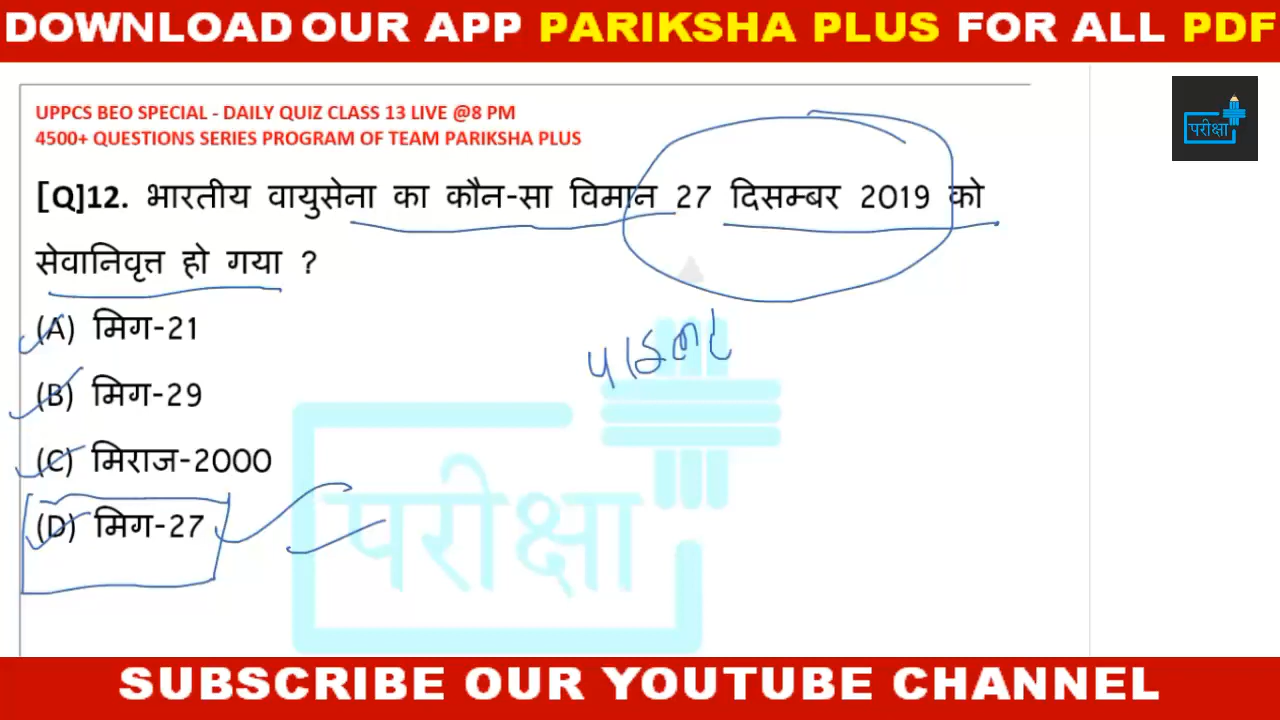 DOWNLOAD OUR APP PARIKSHA PLUS FOR ALL PDF
UPPCS BEO SPECIAL - DAILY QUIZ CLASS 13 LIVE @8 PM
4500+ QUESTIONS SERIES PROGRAM OF TEAM PARIKSHA PLUS
परीक्षा
[Q]12. भारतीय वायुसेना का कौन-सा विमान 27 दिसम्बर 2019 को
सेवानिवृत्त हो गया ?
(A) मिग-21
पाइलट
(B) मिग-29
(C) मिराज-2000
(D) मिग-27
परीक्षा
SUBSCRIBE OUR YOUTUBE CHANNEL